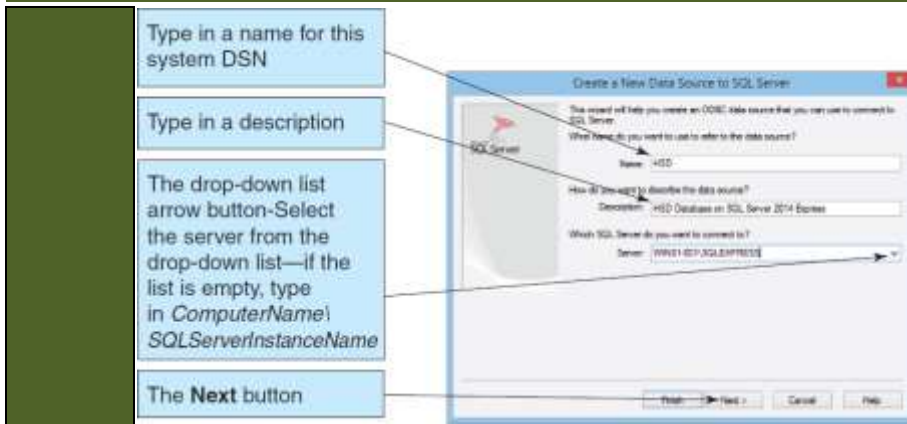 Type in a name for this
system DSN
Type in a description
The drop-down list
arrow button-Select
the server from the
drop-down list—if the
list is empty, type
in ComputerName\
SQLServerInstanceName
The Next button
Create a New Data Source to SQL Server
This wizard will help you create an ODBC data source that you can use to connect to
SQL Server.
What name do you want to use to refer to the data source?
SQL Server
Name: HSD
How do you want to describe the data source?
Description: HSD Database on SQL Server 2014 Express
Which SQL Server do you want to connect to?
Server:
Finish Next > Cancel Help